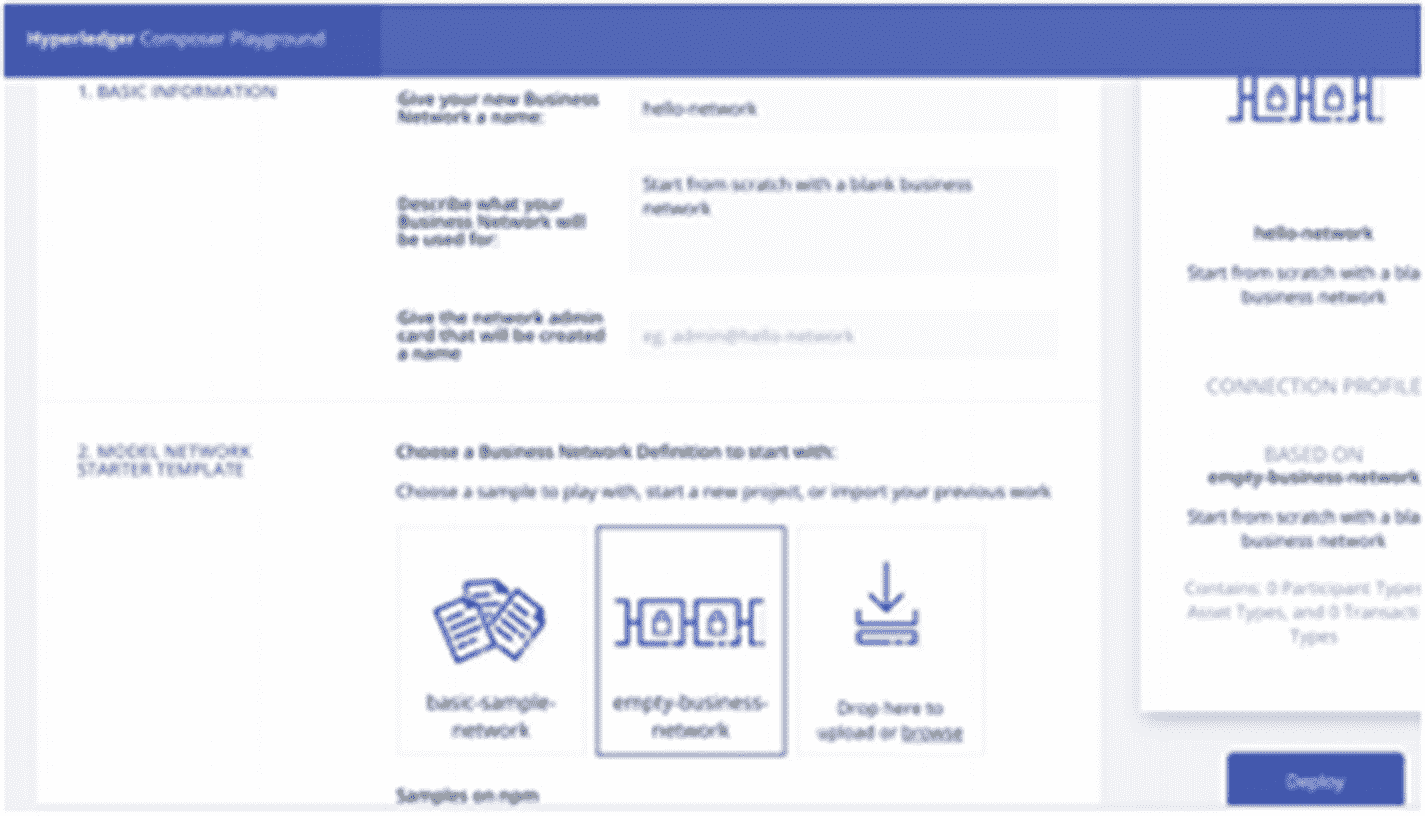 Hyperledger Composer Playground
1. BASIC INFORMATION
Give your new Business
Network a name:
hello-network
Describe what your
Business Network will
be used for:
Start from scratch with a blank business
network
Give the network admin
card that will be created
a name
eg. admin@hello-network
2. MODEL NETWORK
STARTER TEMPLATE
Choose a Business Network Definition to start with:
Choose a sample to play with, start a new project, or import your previous work
basic-sample-
network
empty-business-
network
Drop here to
upload or browse
Samples on npm
hello-network
Start from scratch with a bla
business network
CONNECTION PROFILE
BASED ON
empty-business-network
Start from scratch with a bla
business network
Contains: 0 Participant Types
Asset Types, and 0 Transacti
Types
Deploy